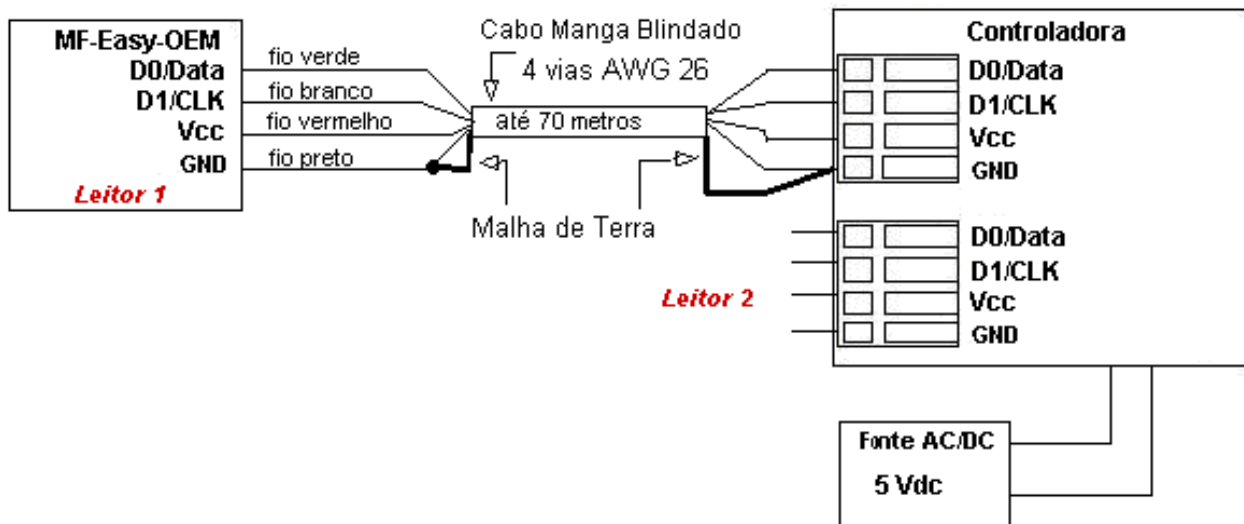 MF-Easy-OEM
D0/Data
D1/CLK
Vcc
GND
Leitor 1
fio verde
fio branco
fio vermelho
fio preto
Cabo Manga Blindado
4 vias AWG 26
até 70 metros
Malha de Terra
Controladora
D0/Data
D1/CLK
Vcc
GND
Leitor 2
D0/Data
D1/CLK
Vcc
GND
Fonte AC/DC
5 Vdc